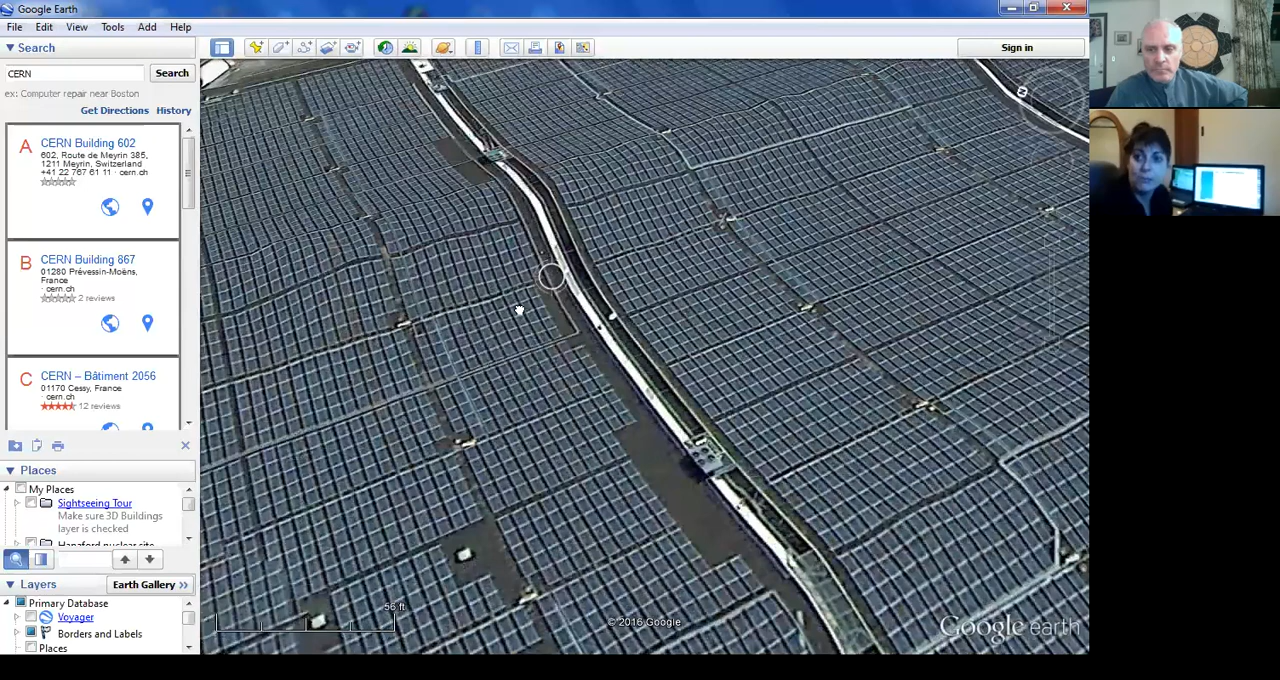 Google Earth
File Edit View Tools Add Help
Search
CERN
Search
ex: Computer repair near Boston
Get Directions History
A CERN Building 602
602, Route de Meyrin 385,
1211 Meyrin, Switzerland
+41 22 767 61 11 · cern.ch
B CERN Building 867
01280 Prévessin-Moëns,
France
· cern.ch
2 reviews
C CERN – Bâtiment 2056
01170 Cessy, France
· cern.ch
12 reviews
Places
My Places
Sightseeing Tour
Make sure 3D Buildings
layer is checked
Hanaford nuclear site
Layers
Earth Gallery >>
Primary Database
Voyager
Borders and Labels
Places
Sign in
56 ft
© 2016 Google
Google earth